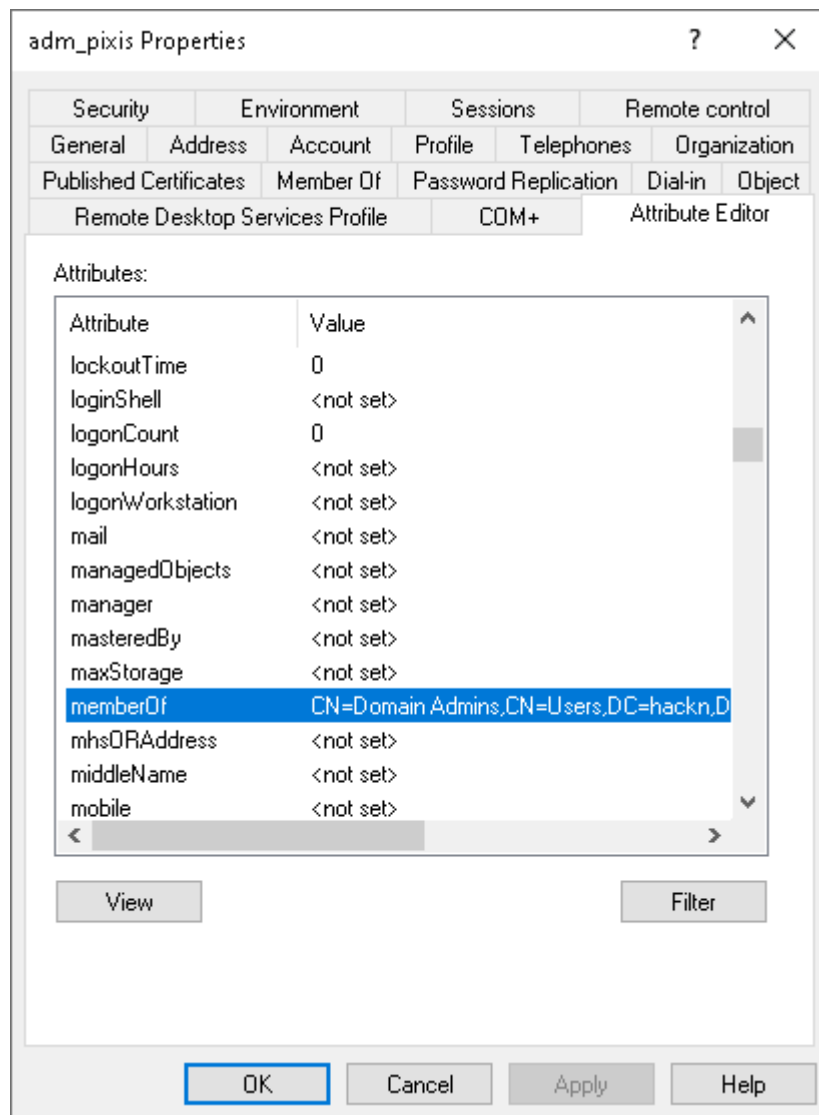 adm_pixis Properties ?
Security Environment Sessions Remote control
General Address Account Profile Telephones Organization
Published Certificates Member Of Password Replication Dial-in Object
Remote Desktop Services Profile COM+ Attribute Editor
Attributes:
Attribute Value
lockoutTime 0
loginShell <not set>
logonCount 0
logonHours <not set>
logonWorkstation <not set>
mail <not set>
managedObjects <not set>
manager <not set>
masteredBy <not set>
maxStorage <not set>
memberOf CN=Domain Admins,CN=Users,DC=hackn,D
mhsORAddress <not set>
middleName <not set>
mobile <not set>
View Filter
OK Cancel Apply Help